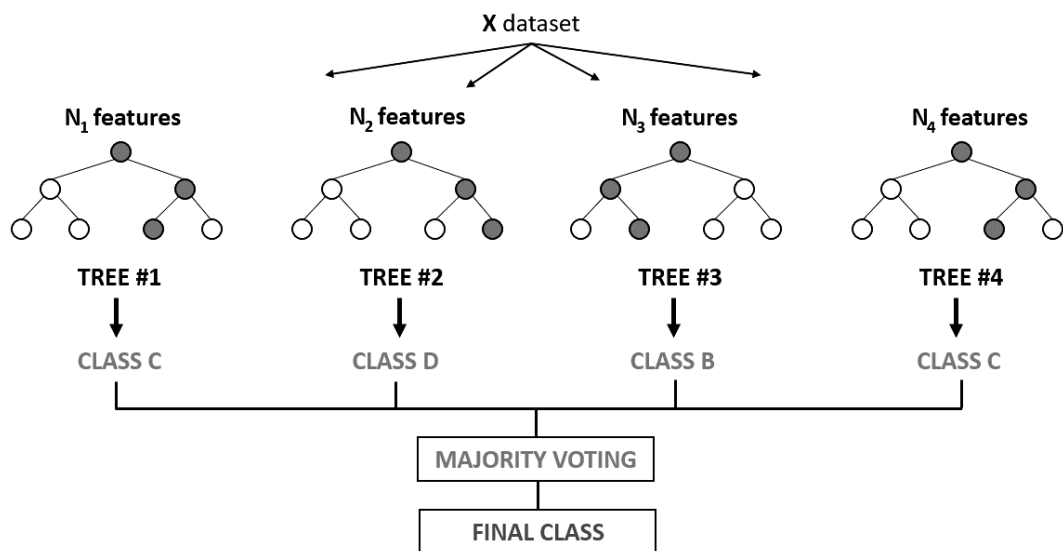 X dataset
N₁ features
N₂ features
N₃ features
N₄ features
TREE #1
TREE #2
TREE #3
TREE #4
CLASS C
CLASS D
CLASS B
CLASS C
MAJORITY VOTING
FINAL CLASS